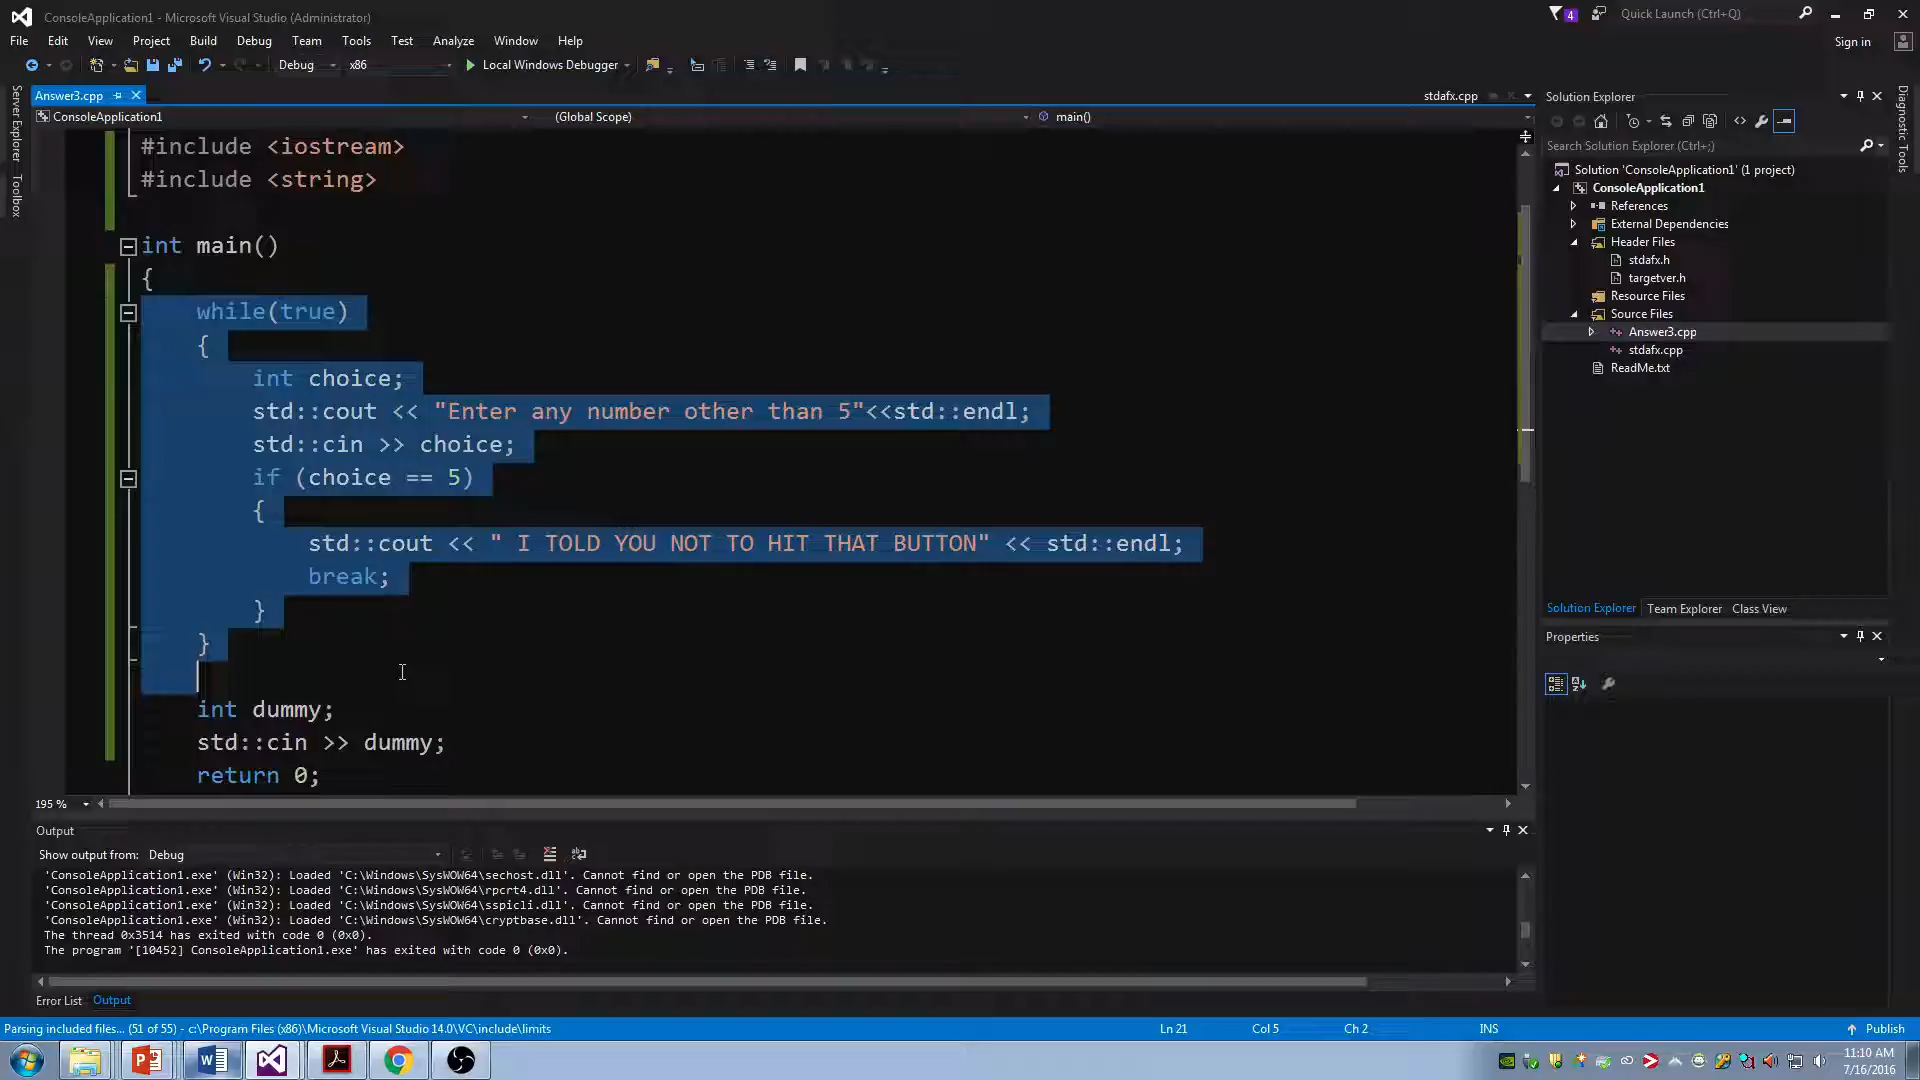 ConsoleApplication1 - Microsoft Visual Studio (Administrator)
4
Quick Launch (Ctrl+Q)
File Edit View Project Build Debug Team Tools Test Analyze Window Help
Sign in
Debug x86 Local Windows Debugger
Answer3.cpp
stdafx.cpp
ConsoleApplication1 (Global Scope) main()
Server Explorer
Toolbox
#include <iostream>
#include <string>
int main()
{
while(true)
{
int choice;
std::cout << "Enter any number other than 5"<<std::endl;
std::cin >> choice;
if (choice == 5)
{
std::cout << " I TOLD YOU NOT TO HIT THAT BUTTON" << std::endl;
break;
}
}
int dummy;
std::cin >> dummy;
return 0;
195 %
Solution Explorer
Search Solution Explorer (Ctrl+;)
Solution 'ConsoleApplication1' (1 project)
ConsoleApplication1
References
External Dependencies
Header Files
stdafx.h
targetver.h
Resource Files
Source Files
Answer3.cpp
stdafx.cpp
ReadMe.txt
Solution Explorer Team Explorer Class View
Properties
Diagnostic Tools
Output
Show output from: Debug
'ConsoleApplication1.exe' (Win32): Loaded 'C:\Windows\SysWOW64\sechost.dll'. Cannot find or open the PDB file.
'ConsoleApplication1.exe' (Win32): Loaded 'C:\Windows\SysWOW64\rpcrt4.dll'. Cannot find or open the PDB file.
'ConsoleApplication1.exe' (Win32): Loaded 'C:\Windows\SysWOW64\sspicli.dll'. Cannot find or open the PDB file.
'ConsoleApplication1.exe' (Win32): Loaded 'C:\Windows\SysWOW64\cryptbase.dll'. Cannot find or open the PDB file.
The thread 0x3514 has exited with code 0 (0x0).
The program '[10452] ConsoleApplication1.exe' has exited with code 0 (0x0).
Error List Output
Parsing included files... (51 of 55) - c:\Program Files (x86)\Microsoft Visual Studio 14.0\VC\include\limits
Ln 21 Col 5 Ch 2 INS Publish
11:10 AM
7/16/2016